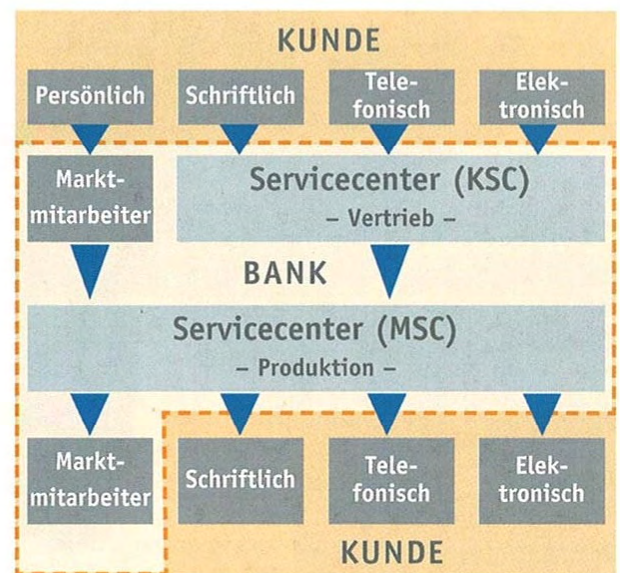 KUNDE
Persönlich
Schriftlich
Tele-
fonisch
Elek-
tronisch
Markt-
mitarbeiter
Servicecenter (KSC)
– Vertrieb –
BANK
Servicecenter (MSC)
– Produktion –
Markt-
mitarbeiter
Schriftlich
Tele-
fonisch
Elek-
tronisch
KUNDE